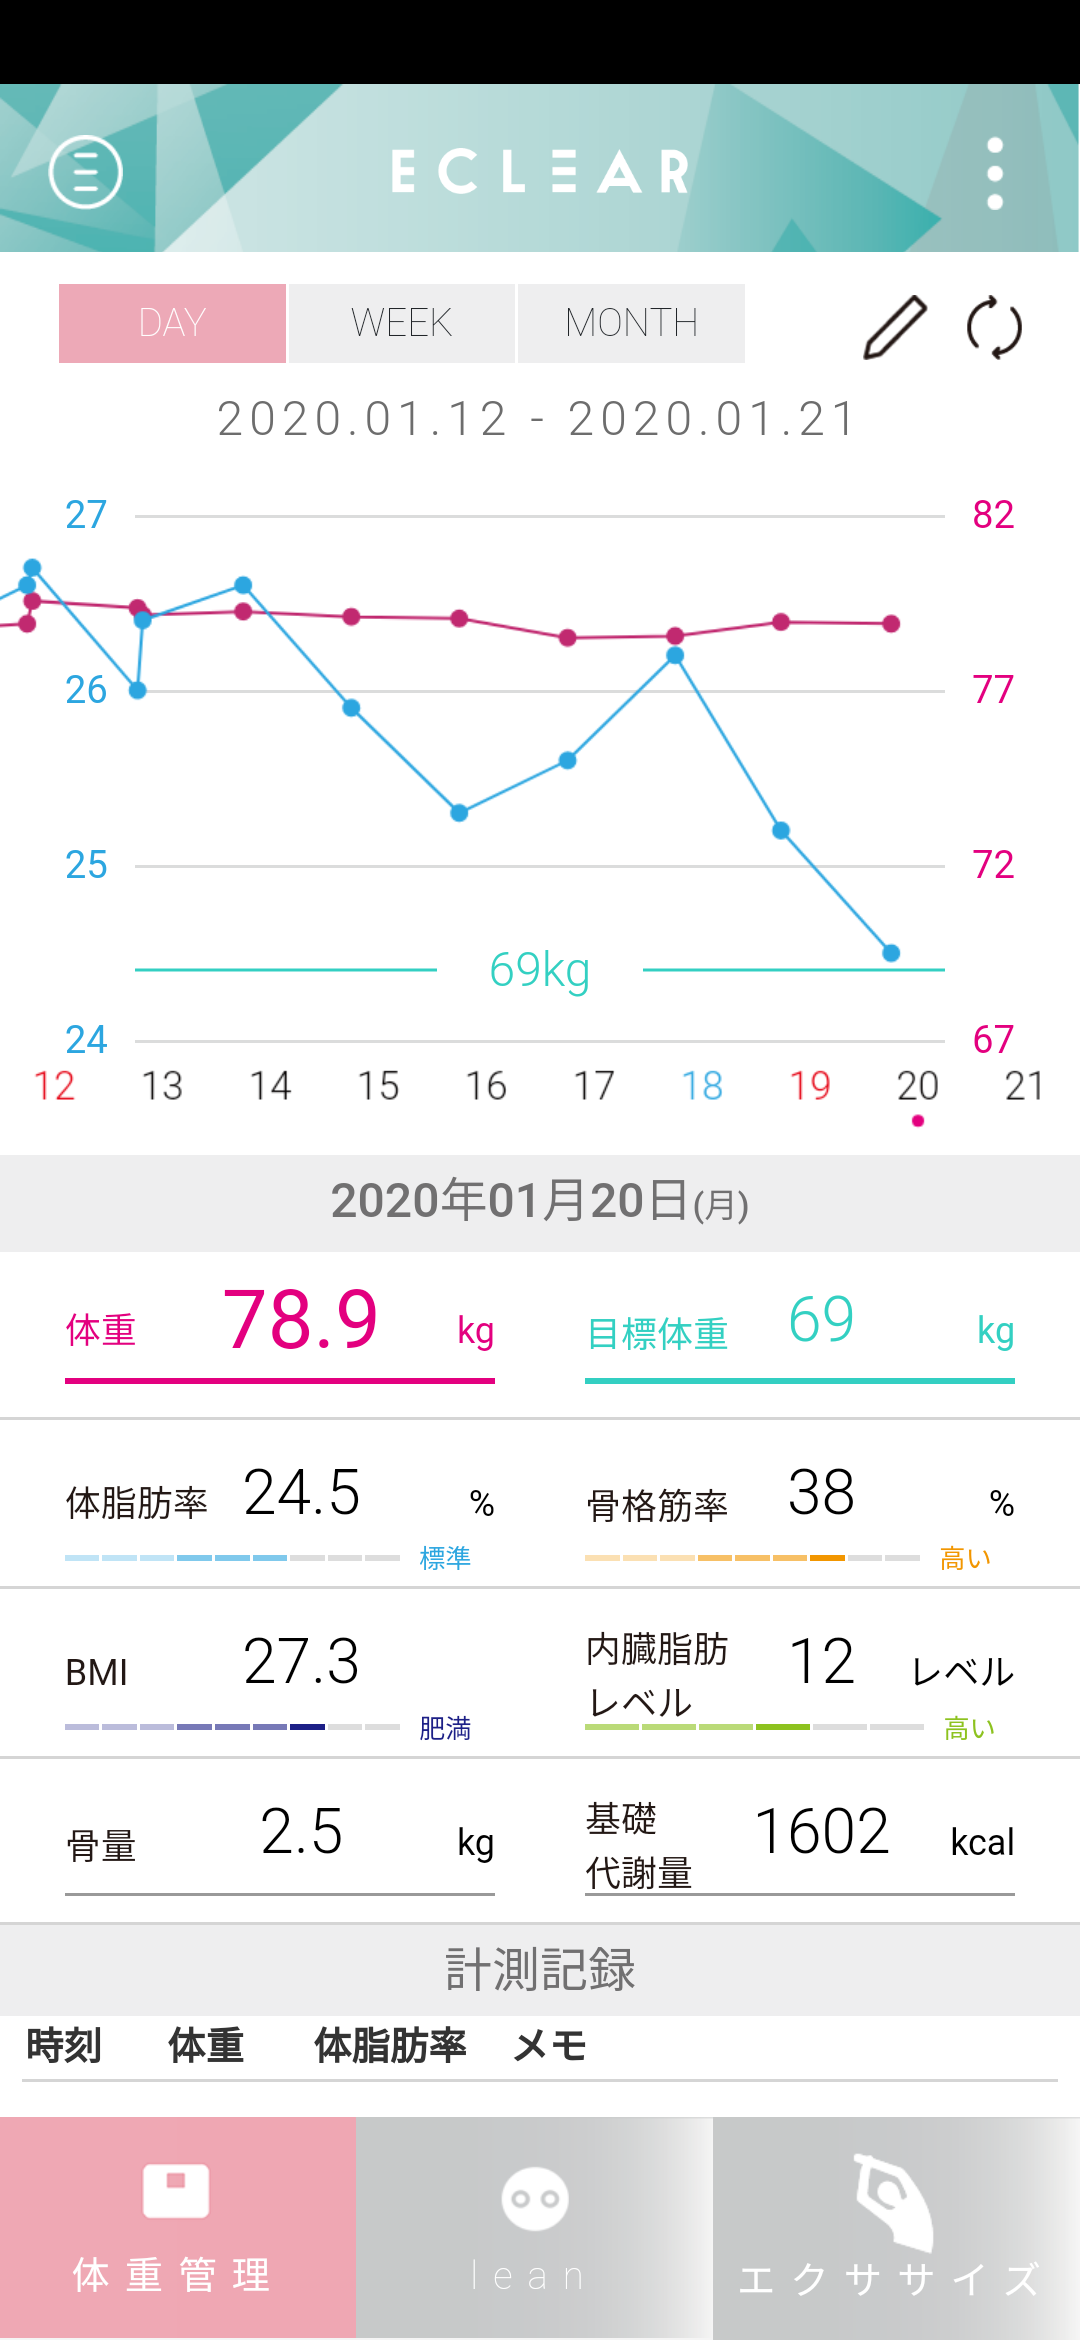 ECLEAR
DAY WEEK MONTH
2020.01.12 - 2020.01.21
27 82
26 77
25 72
69kg
24 67
12 13 14 15 16 17 18 19 20 21
2020年01月20日(月)
体重 78.9 kg 目標体重 69 kg
体脂肪率 24.5 % 骨格筋率 38 %
標準 高い
BMI 27.3 内臓脂肪レベル 12 レベル
肥満 高い
骨量 2.5 kg 基礎代謝量 1602 kcal
計測記録
時刻 体重 体脂肪率 メモ
体重管理 lean エクササイズ